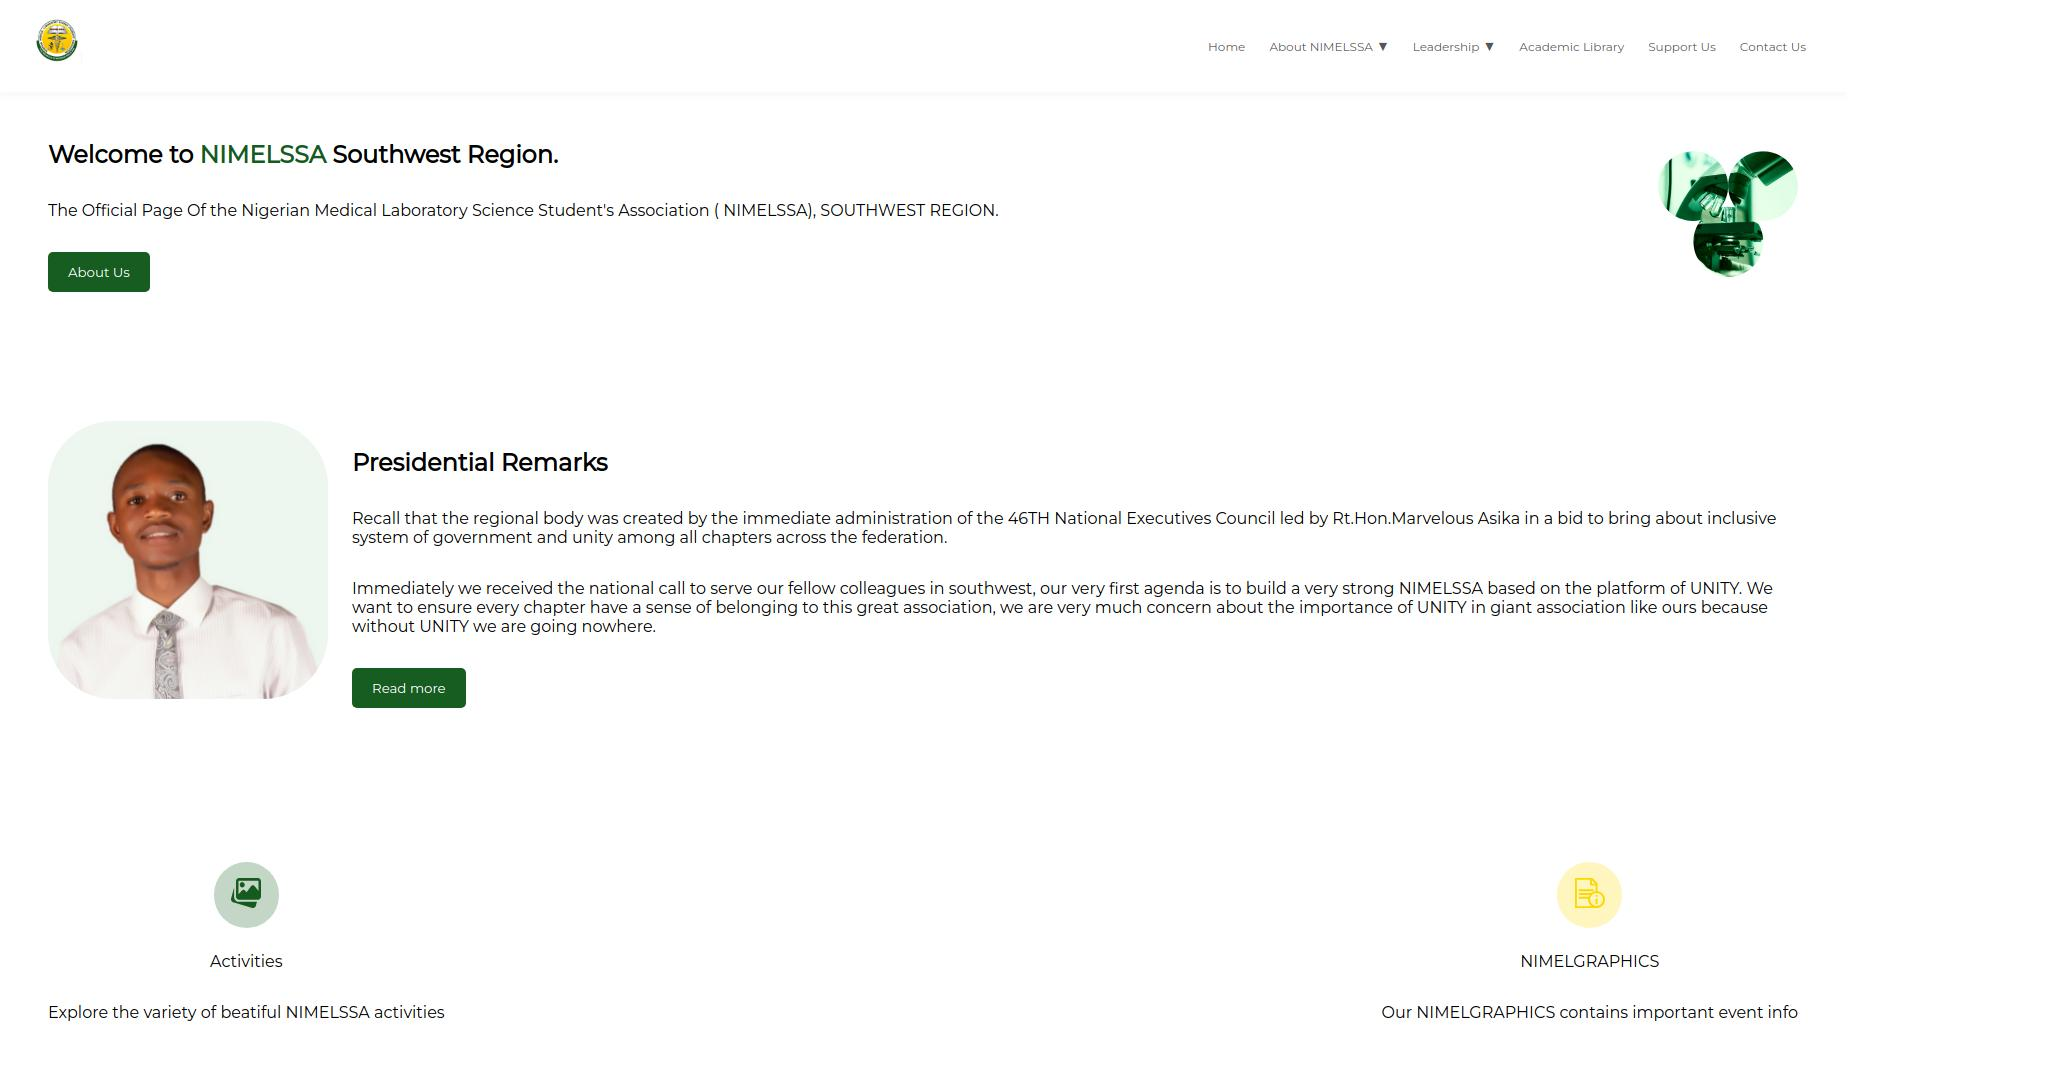 Home About NIMELSSA ▼ Leadership ▼ Academic Library Support Us Contact Us
Welcome to NIMELSSA Southwest Region.
The Official Page Of the Nigerian Medical Laboratory Science Student's Association ( NIMELSSA), SOUTHWEST REGION.
About Us
Presidential Remarks
Recall that the regional body was created by the immediate administration of the 46TH National Executives Council led by Rt.Hon.Marvelous Asika in a bid to bring about inclusive
system of government and unity among all chapters across the federation.
Immediately we received the national call to serve our fellow colleagues in southwest, our very first agenda is to build a very strong NIMELSSA based on the platform of UNITY. We
want to ensure every chapter have a sense of belonging to this great association, we are very much concern about the importance of UNITY in giant association like ours because
without UNITY we are going nowhere.
Read more
Activities
Explore the variety of beatiful NIMELSSA activities
NIMELGRAPHICS
Our NIMELGRAPHICS contains important event info